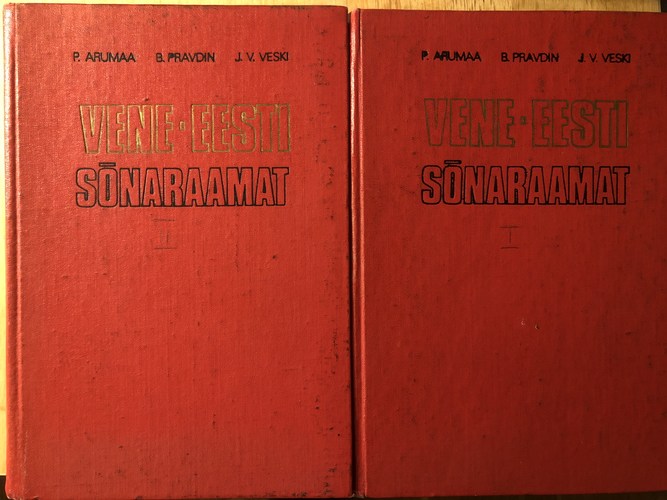 P. ARUMAA B. PRAVDIN J. V. VESKI
VENE-EESTI
SÕNARAAMAT
I
P. ARUMAA B. PRAVDIN J. V. VESKI
VENE-EESTI
SÕNARAAMAT
I